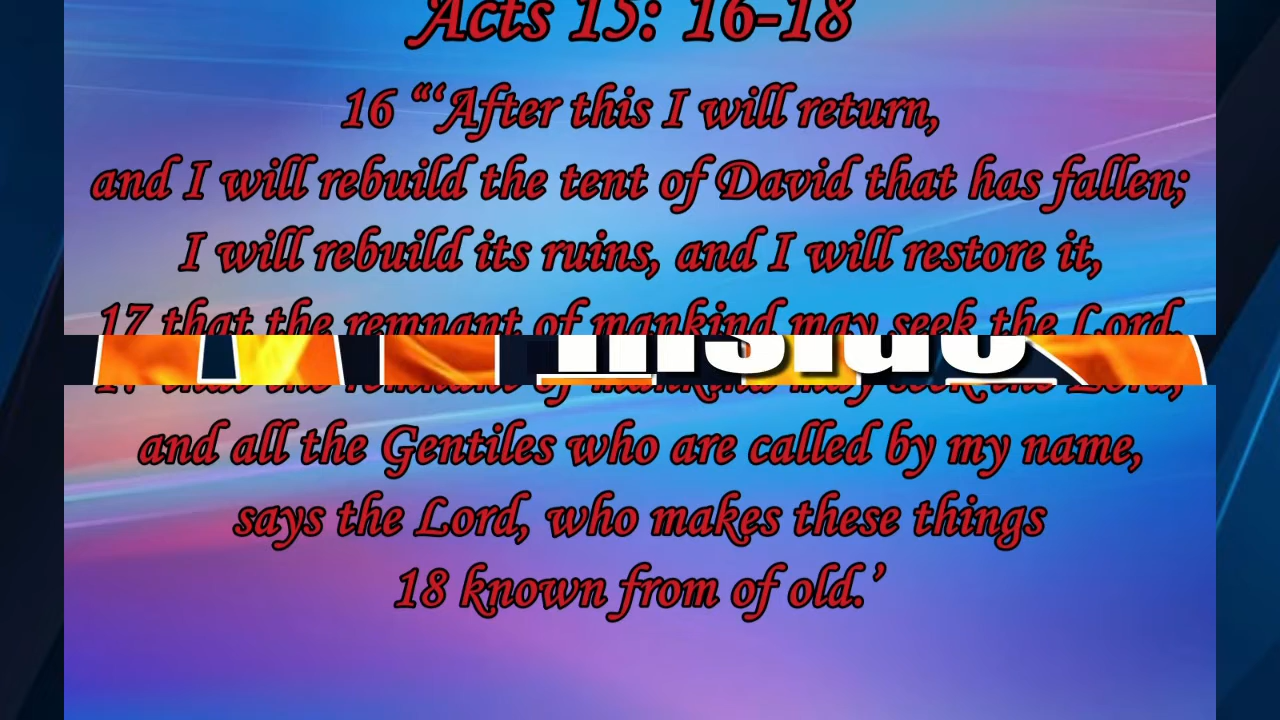 Acts 15: 16-18
16 “‘After this I will return,
and I will rebuild the tent of David that has fallen;
I will rebuild its ruins, and I will restore it,
17 that the remnant of mankind may seek the Lord,
Inside
and all the Gentiles who are called by my name,
says the Lord, who makes these things
18 known from of old.’